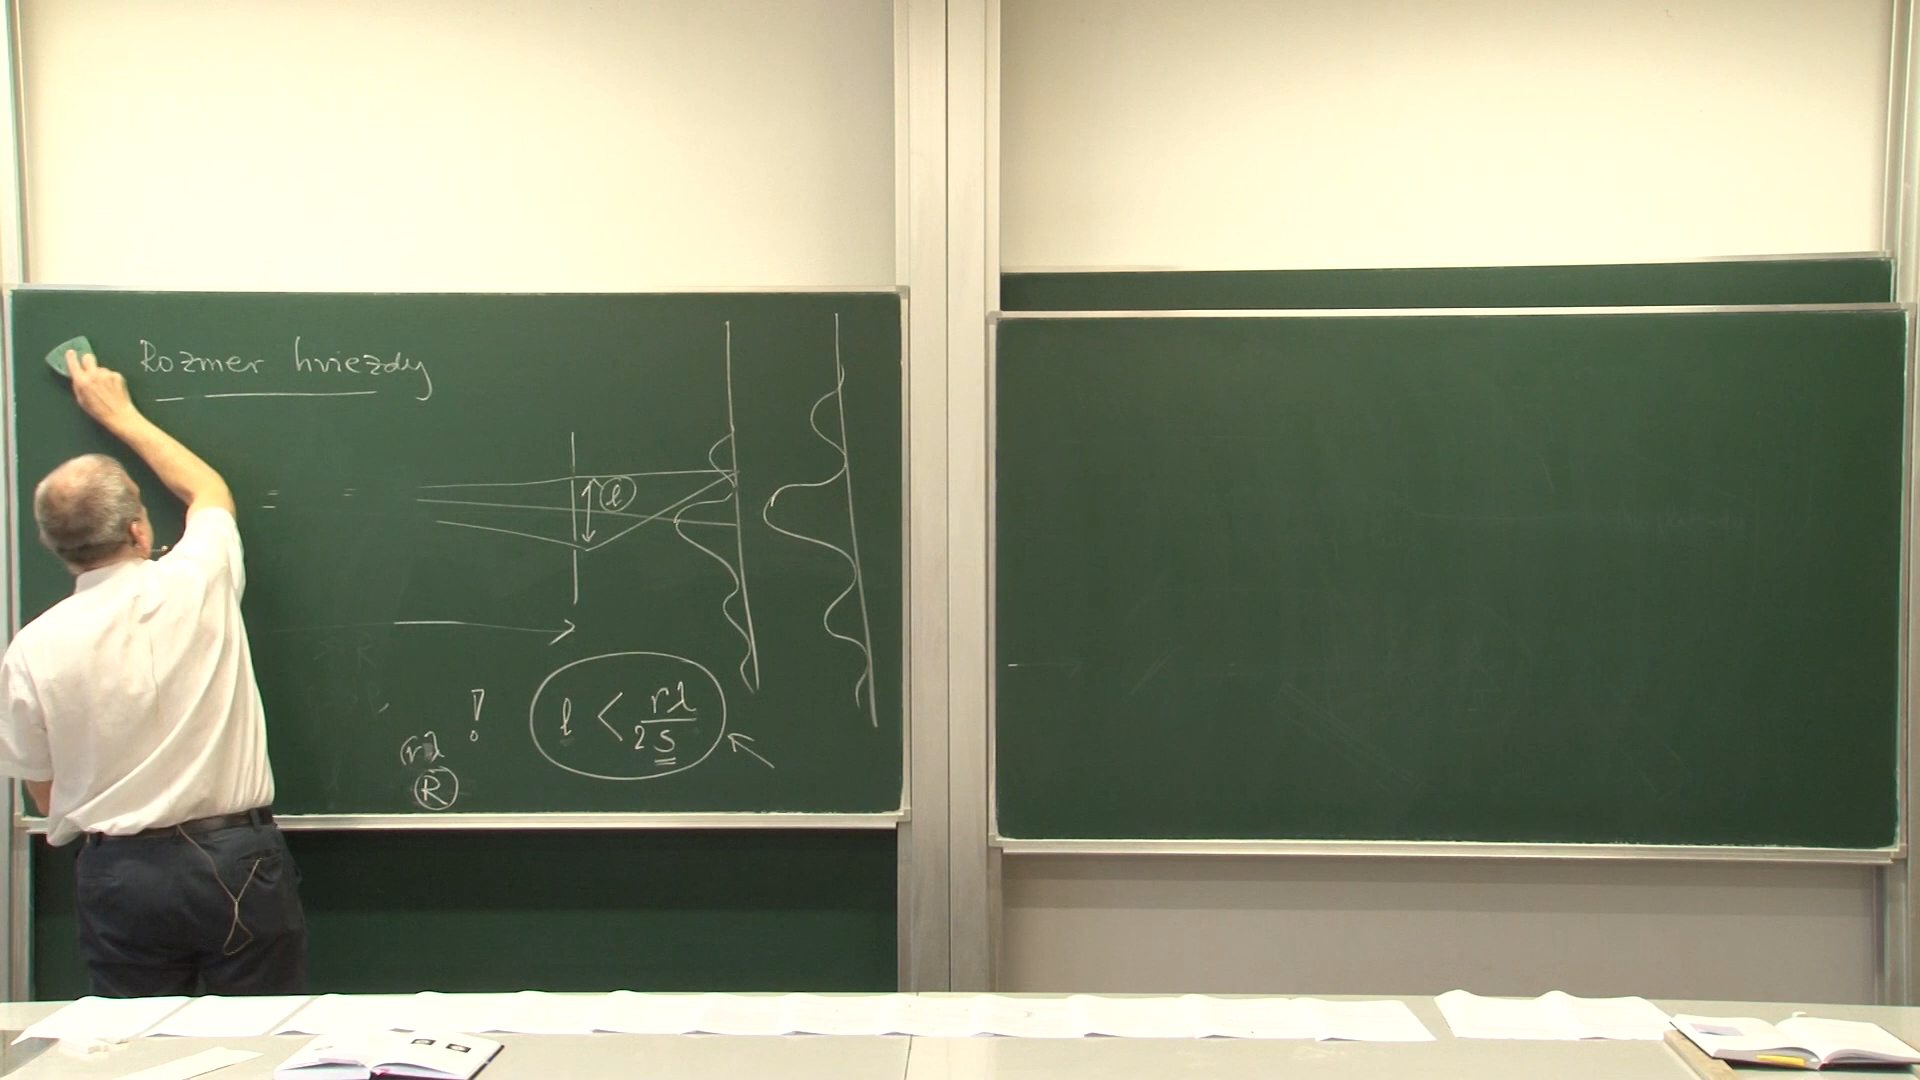 Rozmer hviezdy
l
l < rλ / 2s
!
rλ
R